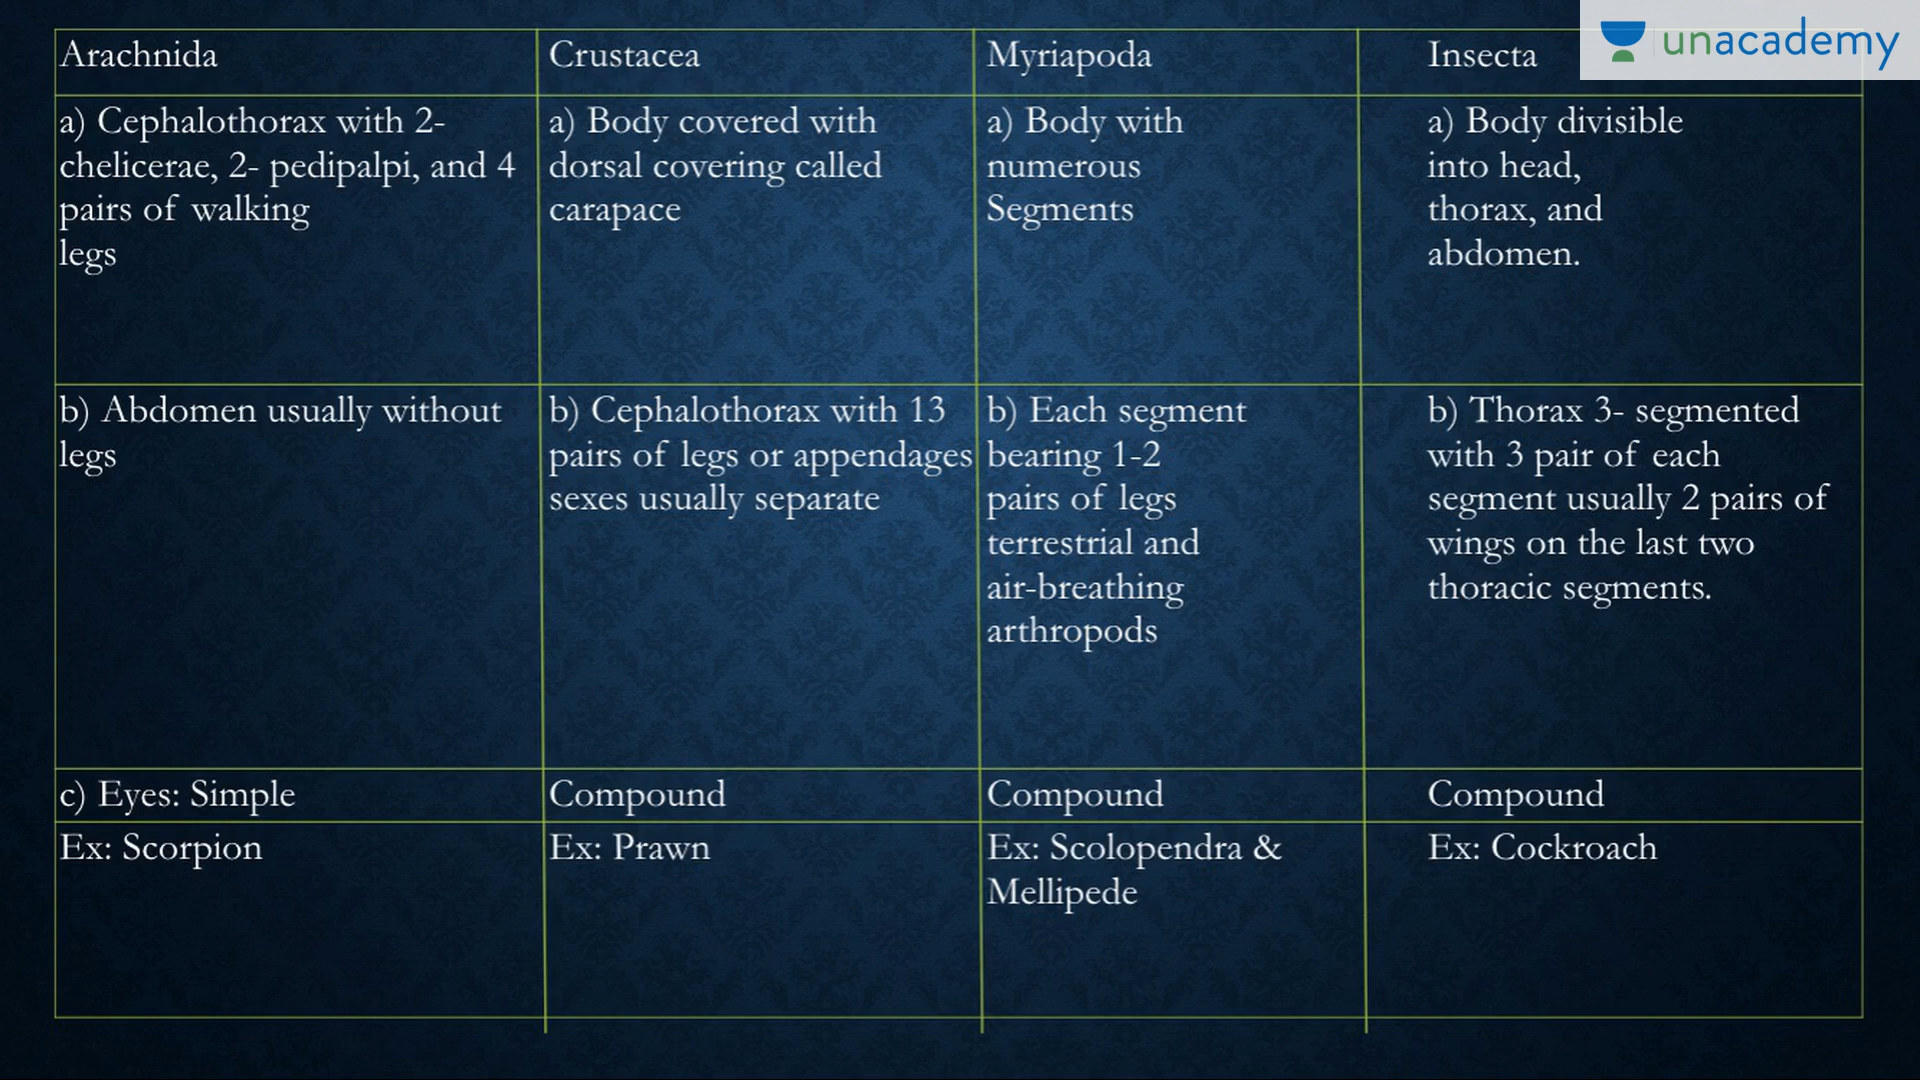 unacademy
Arachnida
Crustacea
Myriapoda
Insecta
a) Cephalothorax with 2-
chelicerae, 2- pedipalpi, and 4
pairs of walking
legs
a) Body covered with
dorsal covering called
carapace
a) Body with
numerous
Segments
a) Body divisible
into head,
thorax, and
abdomen.
b) Abdomen usually without
legs
b) Cephalothorax with 13
pairs of legs or appendages
sexes usually separate
b) Each segment
bearing 1-2
pairs of legs
terrestrial and
air-breathing
arthropods
b) Thorax 3- segmented
with 3 pair of each
segment usually 2 pairs of
wings on the last two
thoracic segments.
c) Eyes: Simple
Compound
Compound
Compound
Ex: Scorpion
Ex: Prawn
Ex: Scolopendra &
Mellipede
Ex: Cockroach